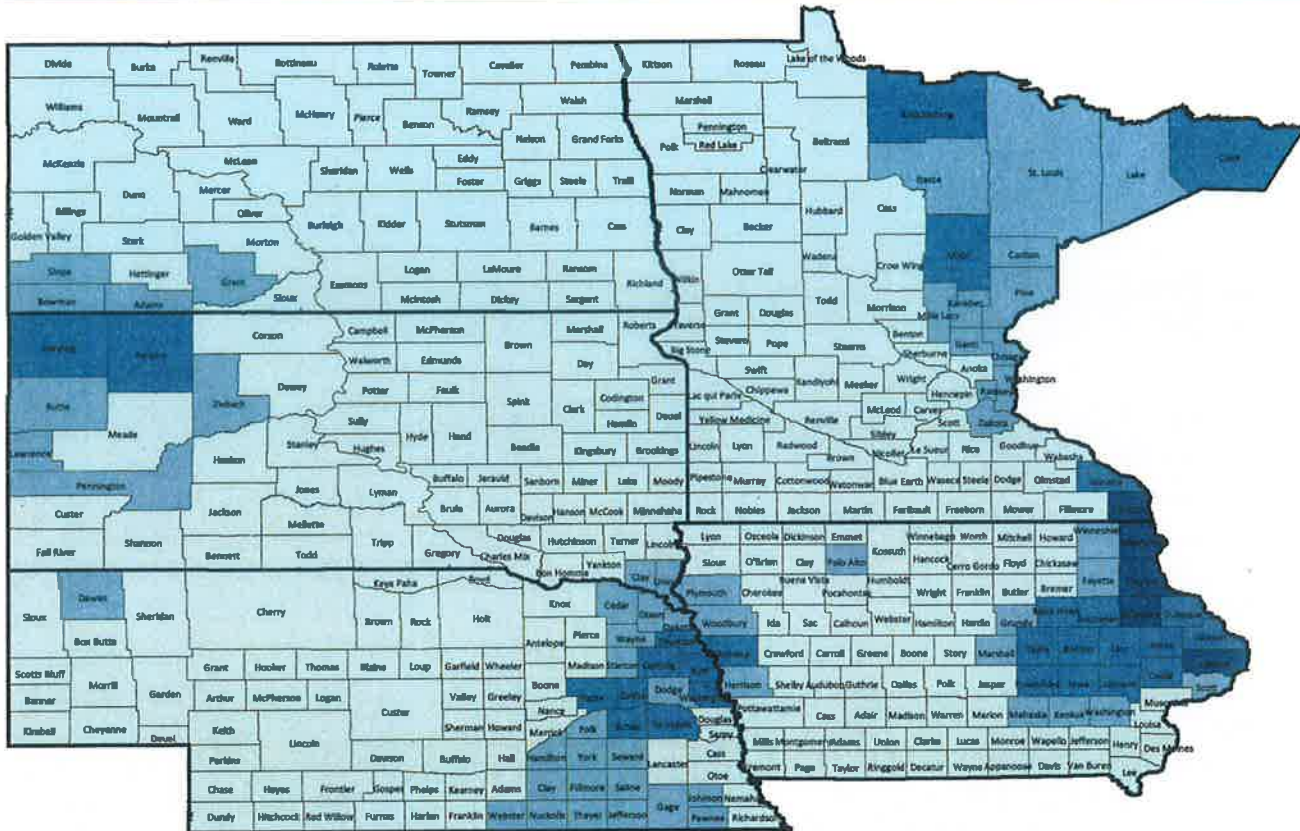 Divide Burke Renville Bottineau Rolette Towner Cavalier Pembina Kittson Roseau Lake of the Woods
Williams Mountrail Ward McHenry Pierce Benson Ramsey Walsh Marshall
Pennington Beltrami
Nelson Grand Forks Polk Red Lake
McKenzie McLean Sheridan Wells Eddy Clearwater Itasca St. Louis Lake Cook
Dunn Mercer Foster Griggs Steele Traill Norman Mahnomen
Billings Oliver Hubbard Cass
Golden Valley Stark Morton Burleigh Kidder Stutsman Barnes Cass Clay Becker
Slope Hettinger Grant Logan LaMoure Ransom Wilkin Otter Tail Wadena Crow Wing Aitkin Carlton
Bowman Adams Sioux Emmons McIntosh Dickey Sargent Richland Todd Morrison Kanabec Pine
Grant Douglas Mille Lacs
Harding Perkins Corson Campbell McPherson Brown Marshall Roberts Traverse Stevens Pope Stearns Benton Isanti
Walworth Edmunds Day Big Stone Sherburne Chisago
Butte Ziebach Dewey Potter Faulk Grant Swift Kandiyohi Meeker Wright Anoka Washington
Spink Clark Codington Lac qui Parle Chippewa Hennepin Ramsey
Meade Sully Hamlin Deuel Yellow Medicine Renville McLeod Carver Dakota
Lawrence Stanley Hughes Hyde Hand Beadle Kingsbury Brookings Lincoln Lyon Redwood Sibley Scott
Haakon Brown Nicollet Le Sueur Rice Goodhue Wabasha
Pennington Buffalo Jerauld Sanborn Miner Lake Moody Pipestone Murray Cottonwood Watonwan Blue Earth Waseca Steele Dodge Olmstad
Custer Jackson Jones Lyman Brule Aurora Davison Hanson McCook Minnehaha Rock Nobles Jackson Martin Faribault Freeborn Mower Fillmore
Mellette Douglas Hutchinson Turner Lincoln Lyon Osceola Dickinson Emmet Winnebago Worth Mitchell Howard Winneshiek
Fall River Shannon Bennett Todd Tripp Gregory Charles Mix Yankton Kossuth
Bon Homme Sioux O'Brien Clay Palo Alto Hancock Cerro Gordo Floyd Chickasaw
Keya Paha Boyd Clay Buena Vista Humboldt Fayette
Dawes Cherry Knox Cedar Plymouth Cherokee Pocahontas Wright Franklin Butler Bremer
Sioux Sheridan Brown Rock Holt Dixon Webster
Box Butte Antelope Pierce Wayne Woodbury Ida Sac Calhoun Hamilton Hardin Grundy Black Hawk
Scotts Bluff Grant Hooker Thomas Blaine Loup Garfield Wheeler Madison Stanton Crawford Carroll Greene Boone Story Marshall
Banner Morrill Garden Arthur McPherson Logan Valley Greeley Boone Dodge Washington Harrison Shelby Audubon Guthrie Dallas Polk Jasper
Custer Nance Douglas Pottawattamie Scott
Kimball Cheyenne Deuel Keith Lincoln Sherman Howard Merrick Polk Sarpy Cass Adair Madison Warren Marion Mahaska Keokuk Washington Muscatine
Louisa
Perkins Dawson Buffalo Hall Hamilton York Seward Lancaster Cass Mills Montgomery Adams Union Clarke Lucas Monroe Wapello Jefferson Henry Des Moines
Otoe
Chase Hayes Frontier Gosper Phelps Kearney Adams Clay Fillmore Saline Johnson Nemaha Fremont Page Taylor Ringgold Decatur Wayne Appanoose Davis Van Buren Lee
Dundy Hitchcock Red Willow Furnas Harlan Franklin Webster Nuckolls Thayer Jefferson Gage Pawnee Richardson